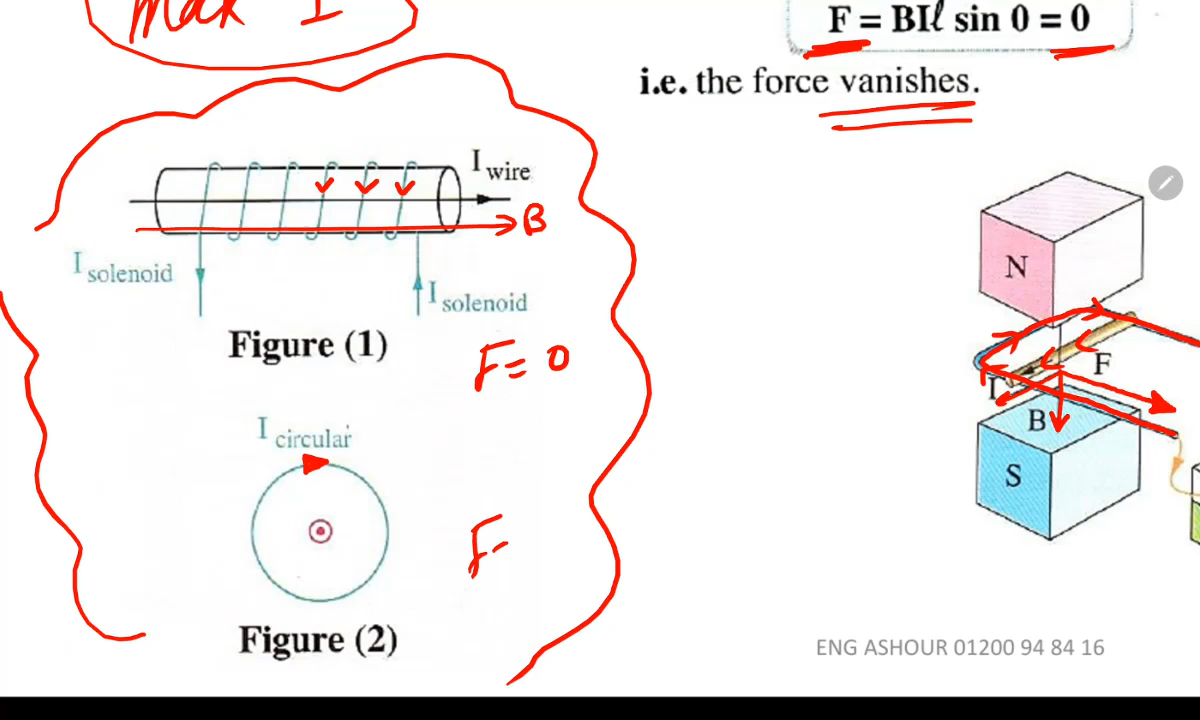 Max I
F = BIℓ sin 0 = 0
i.e. the force vanishes.
I wire
B
I solenoid
I solenoid
Figure (1)
F = 0
I circular
F =
Figure (2)
N
F
I
B
S
ENG ASHOUR 01200 94 84 16